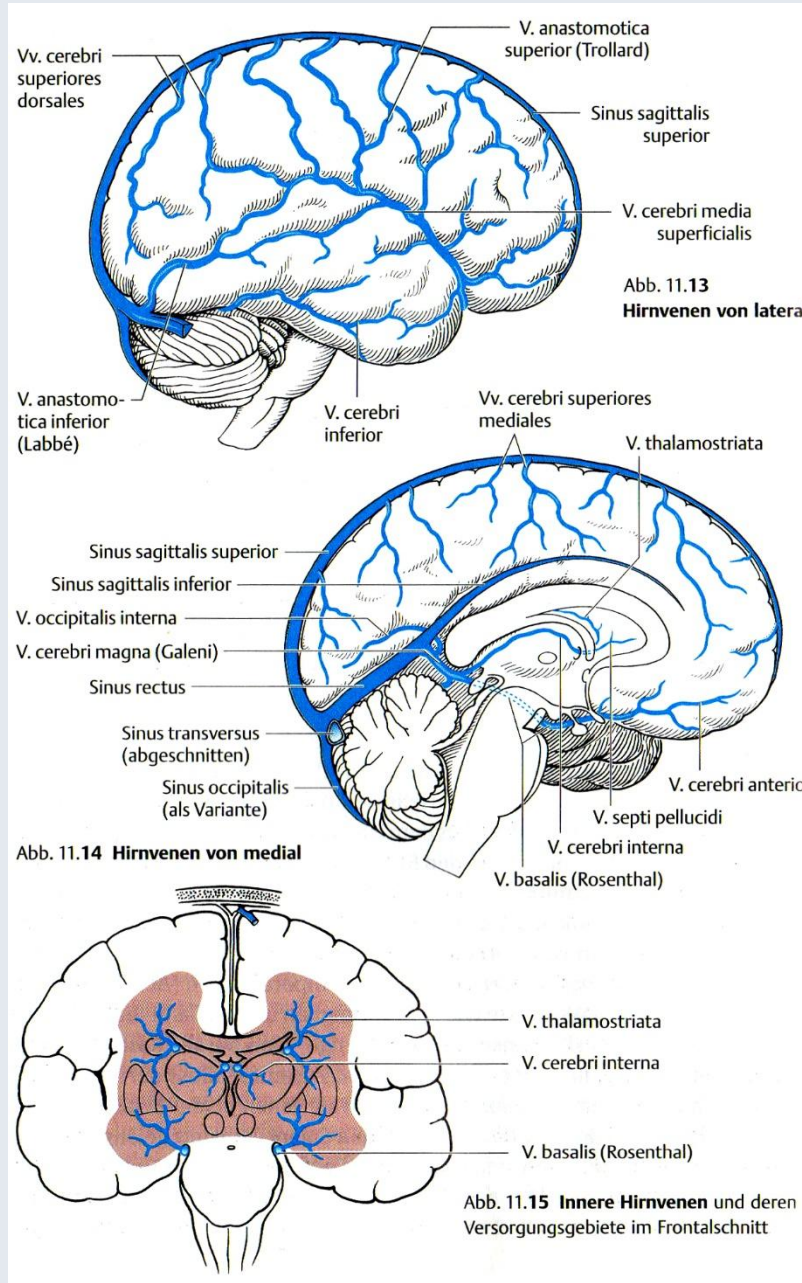 V. anastomotica
superior (Trollard)
Vv. cerebri
superiores
dorsales
Sinus sagittalis
superior
V. cerebri media
superficialis
Abb. 11.13
Hirnvenen von latera
V. anastomo-
tica inferior
(Labbé)
V. cerebri
inferior
Vv. cerebri superiores
mediales
V. thalamostriata
Sinus sagittalis superior
Sinus sagittalis inferior
V. occipitalis interna
V. cerebri magna (Galeni)
Sinus rectus
Sinus transversus
(abgeschnitten)
Sinus occipitalis
(als Variante)
V. cerebri anterio
V. septi pellucidi
V. cerebri interna
V. basalis (Rosenthal)
Abb. 11.14 Hirnvenen von medial
V. thalamostriata
V. cerebri interna
V. basalis (Rosenthal)
Abb. 11.15 Innere Hirnvenen und deren
Versorgungsgebiete im Frontalschnitt